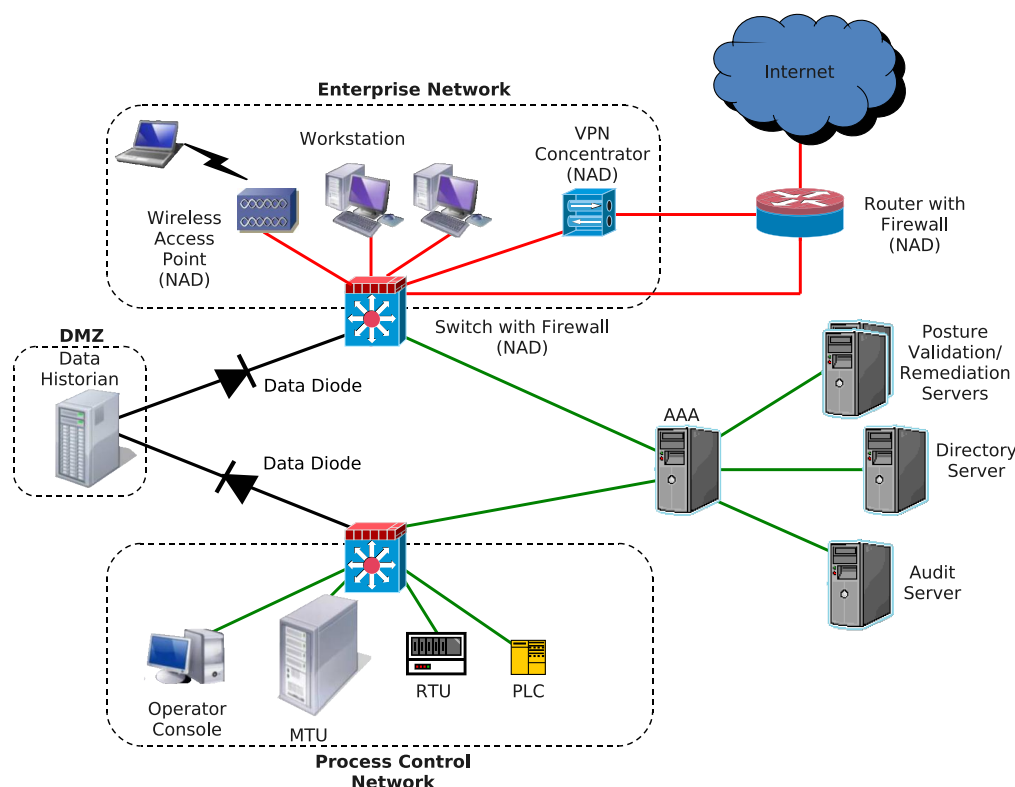 Internet
Enterprise Network
Workstation
VPN
Concentrator
(NAD)
Wireless
Access
Point
(NAD)
Router with
Firewall
(NAD)
Switch with Firewall
(NAD)
DMZ
Data
Historian
Data Diode
Data Diode
AAA
Posture
Validation/
Remediation
Servers
Directory
Server
Audit
Server
Operator
Console
MTU
RTU
PLC
Process Control
Network